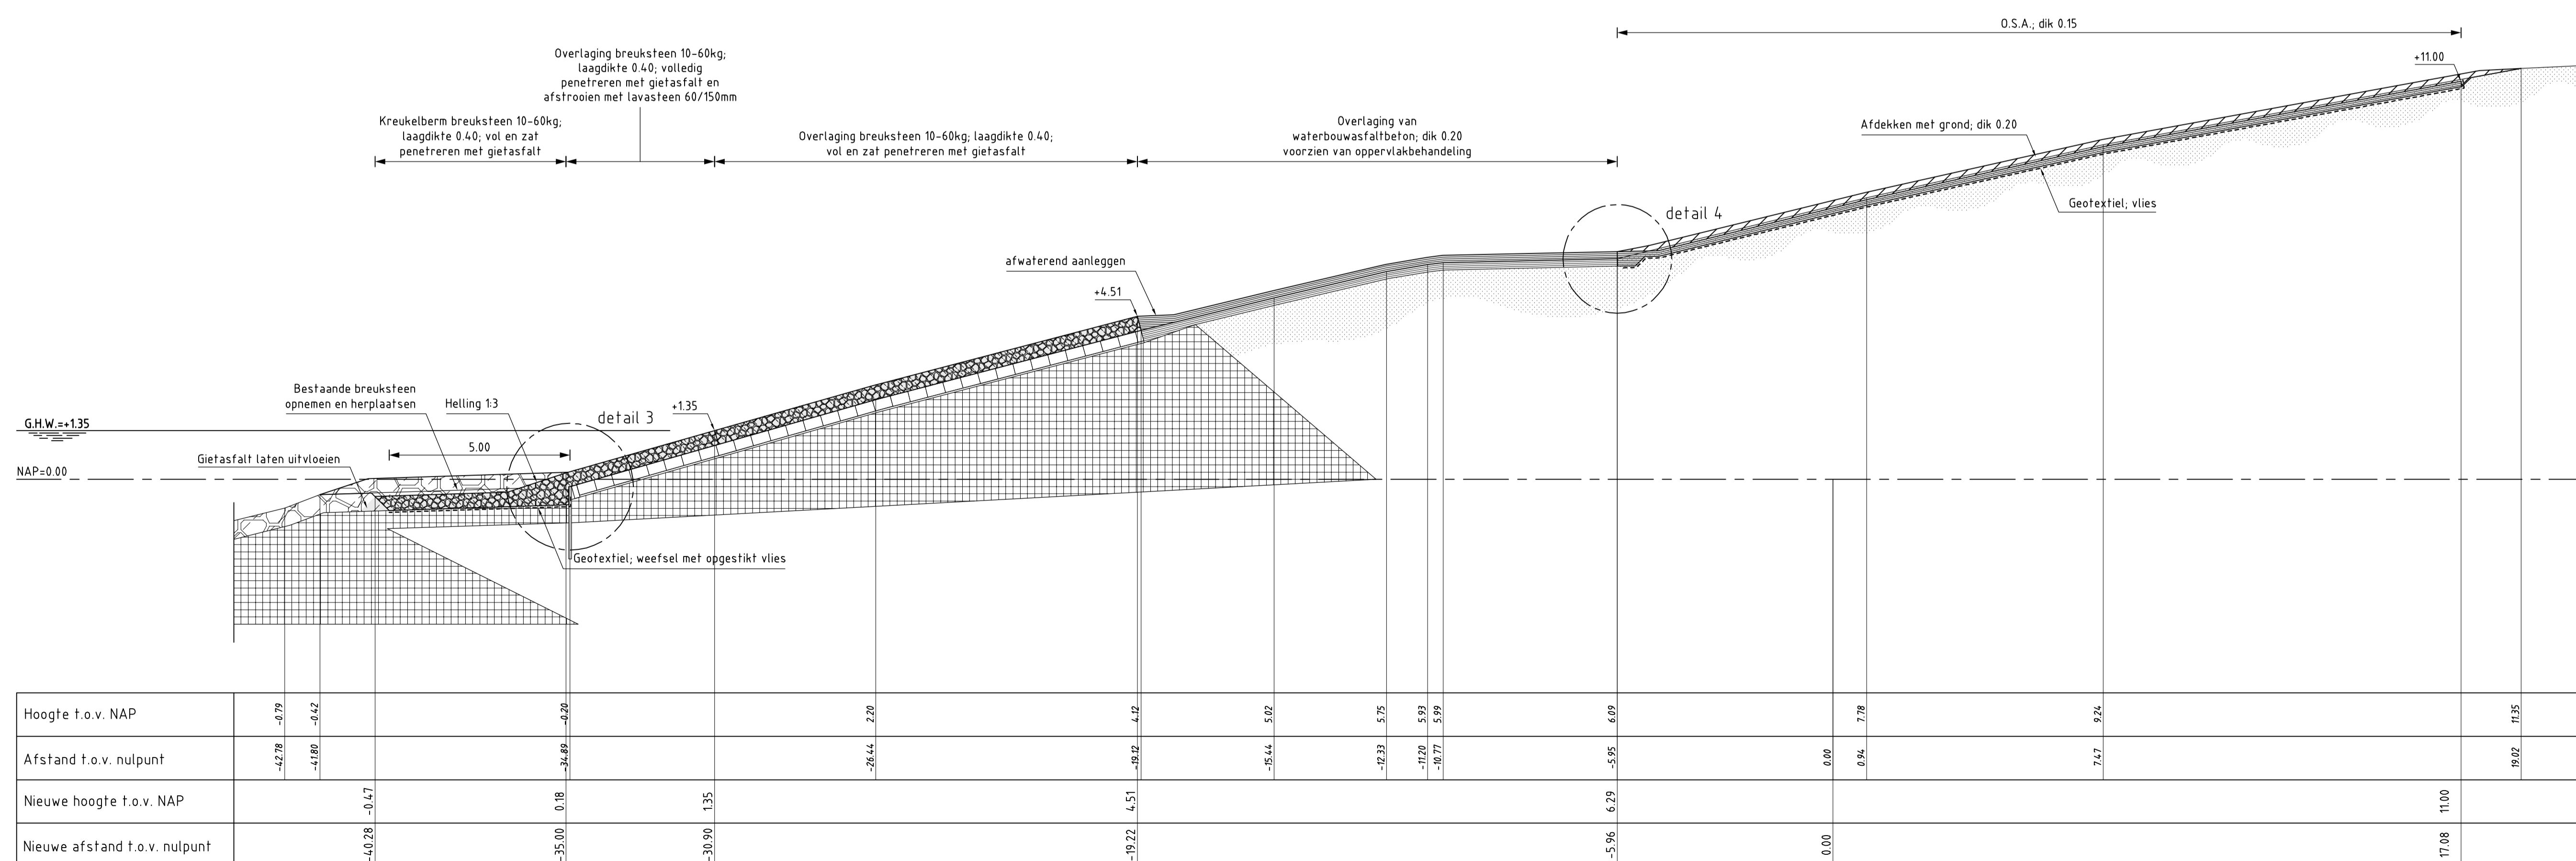 O.S.A.; dik 0.15
+11.00
Overlaging breuksteen 10-60kg;
laagdikte 0.40; volledig
penetreren met gietasfalt en
afstrooien met lavasteen 60/150mm
Kreukelberm breuksteen 10-60kg;
laagdikte 0.40; vol en zat
penetreren met gietasfalt
Overlaging breuksteen 10-60kg; laagdikte 0.40;
vol en zat penetreren met gietasfalt
Overlaging van
waterbouwasfaltbeton; dik 0.20
voorzien van oppervlakbehandeling
Afdekken met grond; dik 0.20
Geotextiel; vlies
detail 4
afwaterend aanleggen
+4.51
Bestaande breuksteen
opnemen en herplaatsen
Helling 1:3
detail 3
+1.35
G.H.W.=+1.35
5.00
Gietasfalt laten uitvloeien
NAP=0.00
Geotextiel; weefsel met opgestikt vlies
Hoogte t.o.v. NAP -0.79 -0.42 -0.20 2.20 4.12 5.02 5.75 5.93 5.99 6.09 7.78 9.24 11.35
Afstand t.o.v. nulpunt -42.78 -41.80 -34.89 -26.44 -19.12 -15.44 -12.33 -11.20 -10.77 -5.95 0.00 0.94 7.47 19.02
Nieuwe hoogte t.o.v. NAP -0.47 0.18 1.35 4.51 6.29 11.00
Nieuwe afstand t.o.v. nulpunt -40.28 -35.00 -30.90 -19.22 -5.96 0.00 17.08